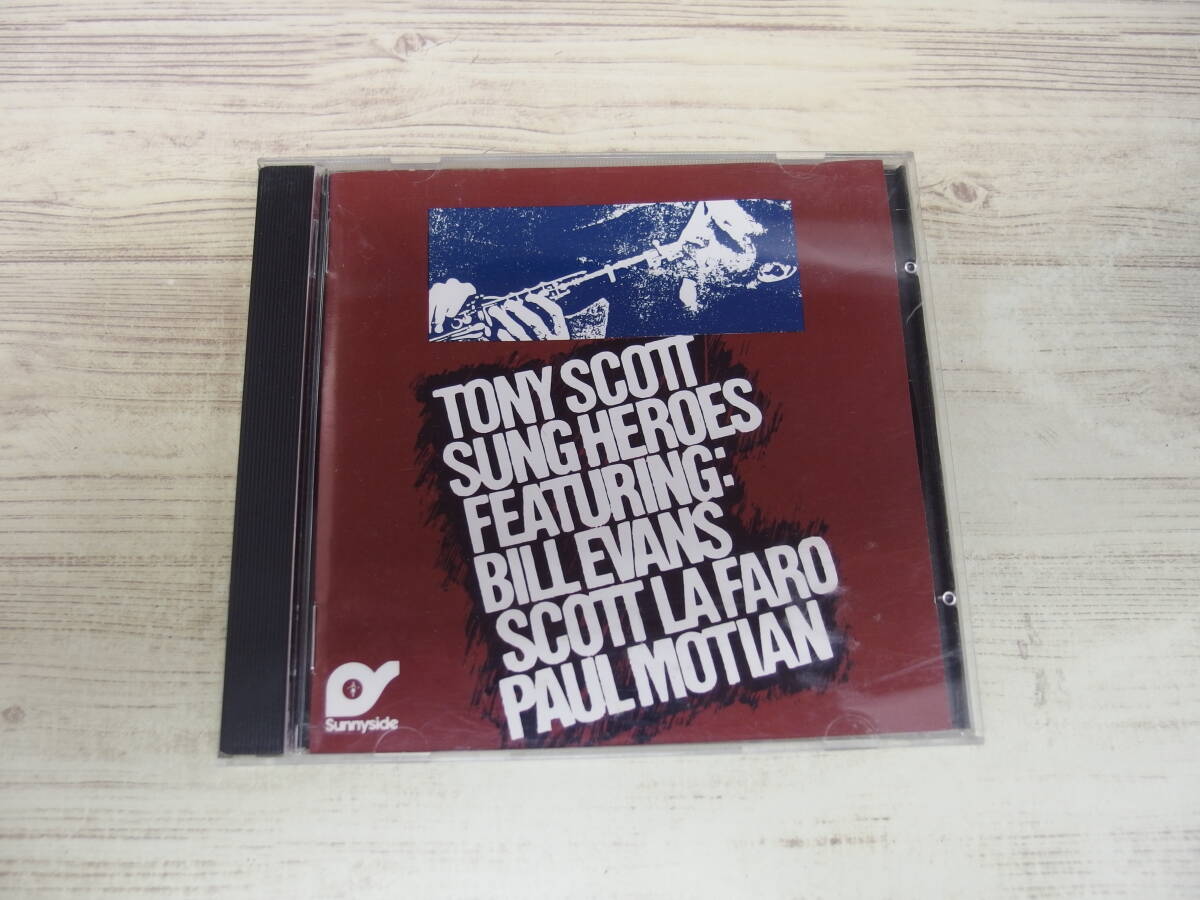 TONY SCOTT
SUNG HEROES
FEATURING:
BILL EVANS
SCOTT LA FARO
PAUL MOTIAN
Sunnyside